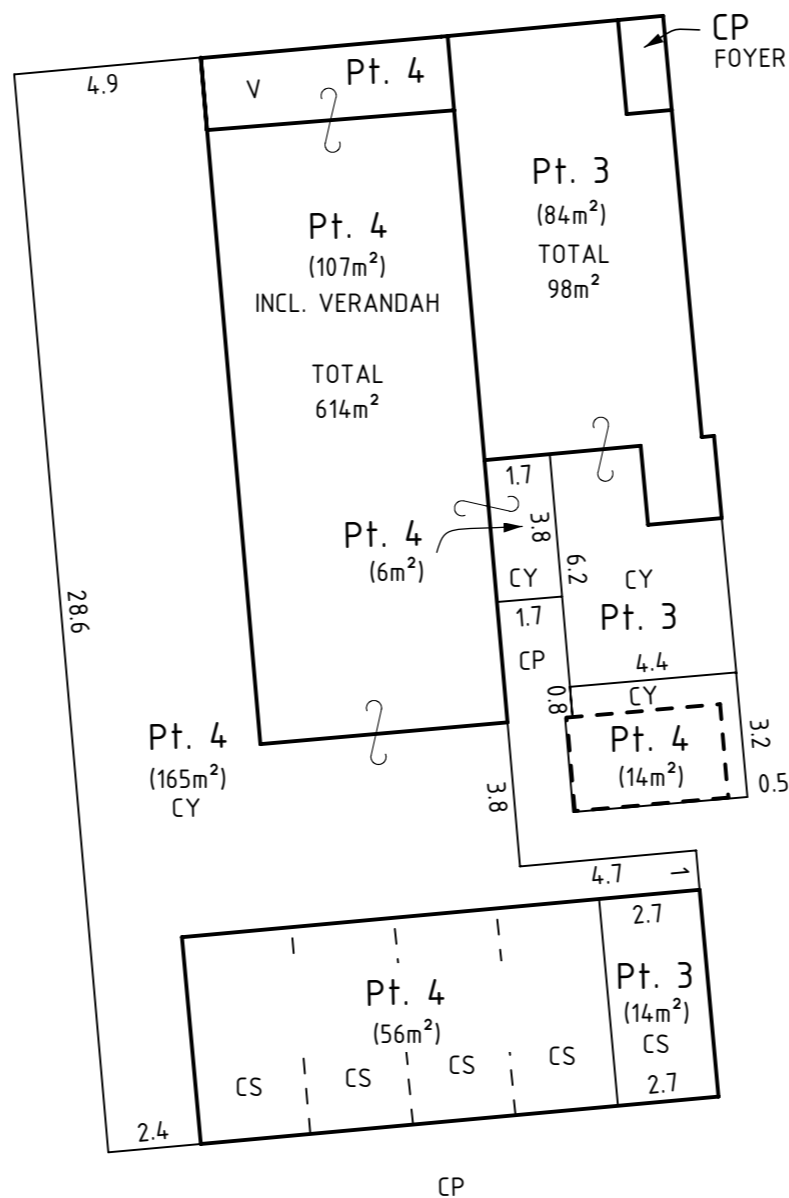 CP
FOYER
4.9
V
Pt. 4
Pt. 3
(84m²)
TOTAL
98m²
Pt. 4
(107m²)
INCL. VERANDAH
TOTAL
614m²
1.7
3.8
Pt. 4
(6m²)
CY
6.2
CY
Pt. 3
28.6
1.7
CP
4.4
0.8
CY
Pt. 4
(14m²)
3.2
0.5
Pt. 4
(165m²)
CY
3.8
4.7
1
2.7
Pt. 4
(56m²)
Pt. 3
(14m²)
CS
CS
CS
CS
CS
2.7
2.4
CP